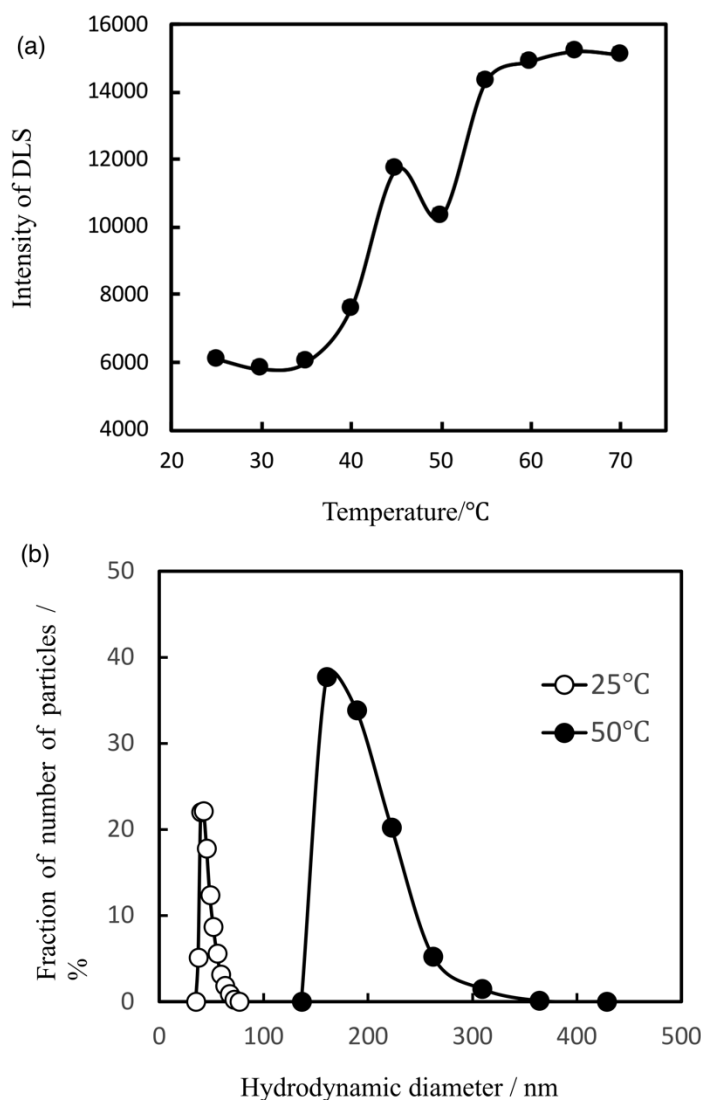 (a)
16000
14000
12000
10000
8000
6000
4000
Intensity of DLS
20 30 40 50 60 70
Temperature/℃
(b)
50
40
30
20
10
0
Fraction of number of particles /
%
25℃
50℃
0 100 200 300 400 500
Hydrodynamic diameter / nm